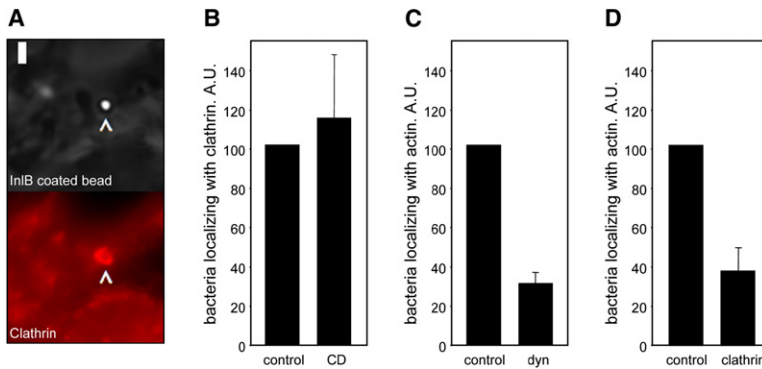 A
InlB coated bead
Clathrin
B
bacteria localizing with clathrin. A.U.
140
120
100
80
60
40
20
0
control CD
C
bacteria localizing with actin. A.U.
140
120
100
80
60
40
20
0
control dyn
D
bacteria localizing with actin. A.U.
140
120
100
80
60
40
20
0
control clathrin